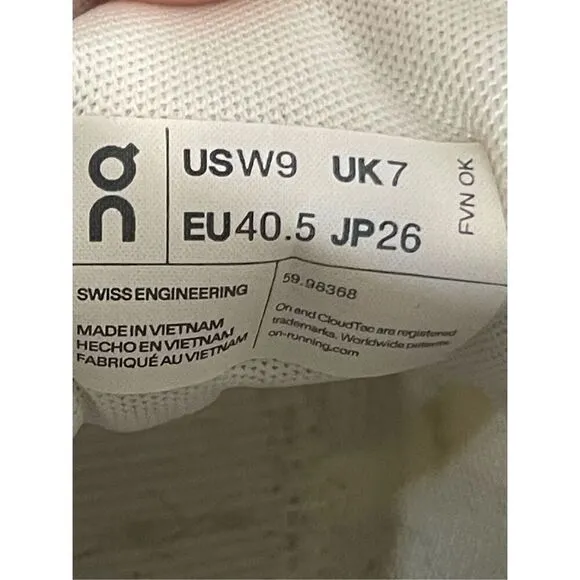 ON
USW9 UK7
EU40.5 JP26
FVN OK
SWISS ENGINEERING
MADE IN VIETNAM
HECHO EN VIETNAM
FABRIQUÉ AU VIETNAM
59.98368
On and CloudTec are registered
trademarks. Worldwide patents.
on-running.com